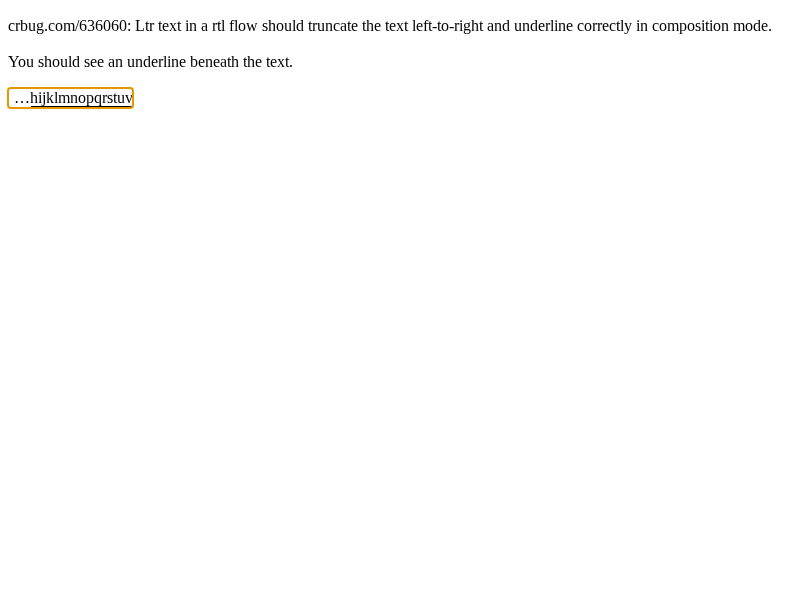 crbug.com/636060: Ltr text in a rtl flow should truncate the text left-to-right and underline correctly in composition mode.
You should see an underline beneath the text.
…hijklmnopqrstuv